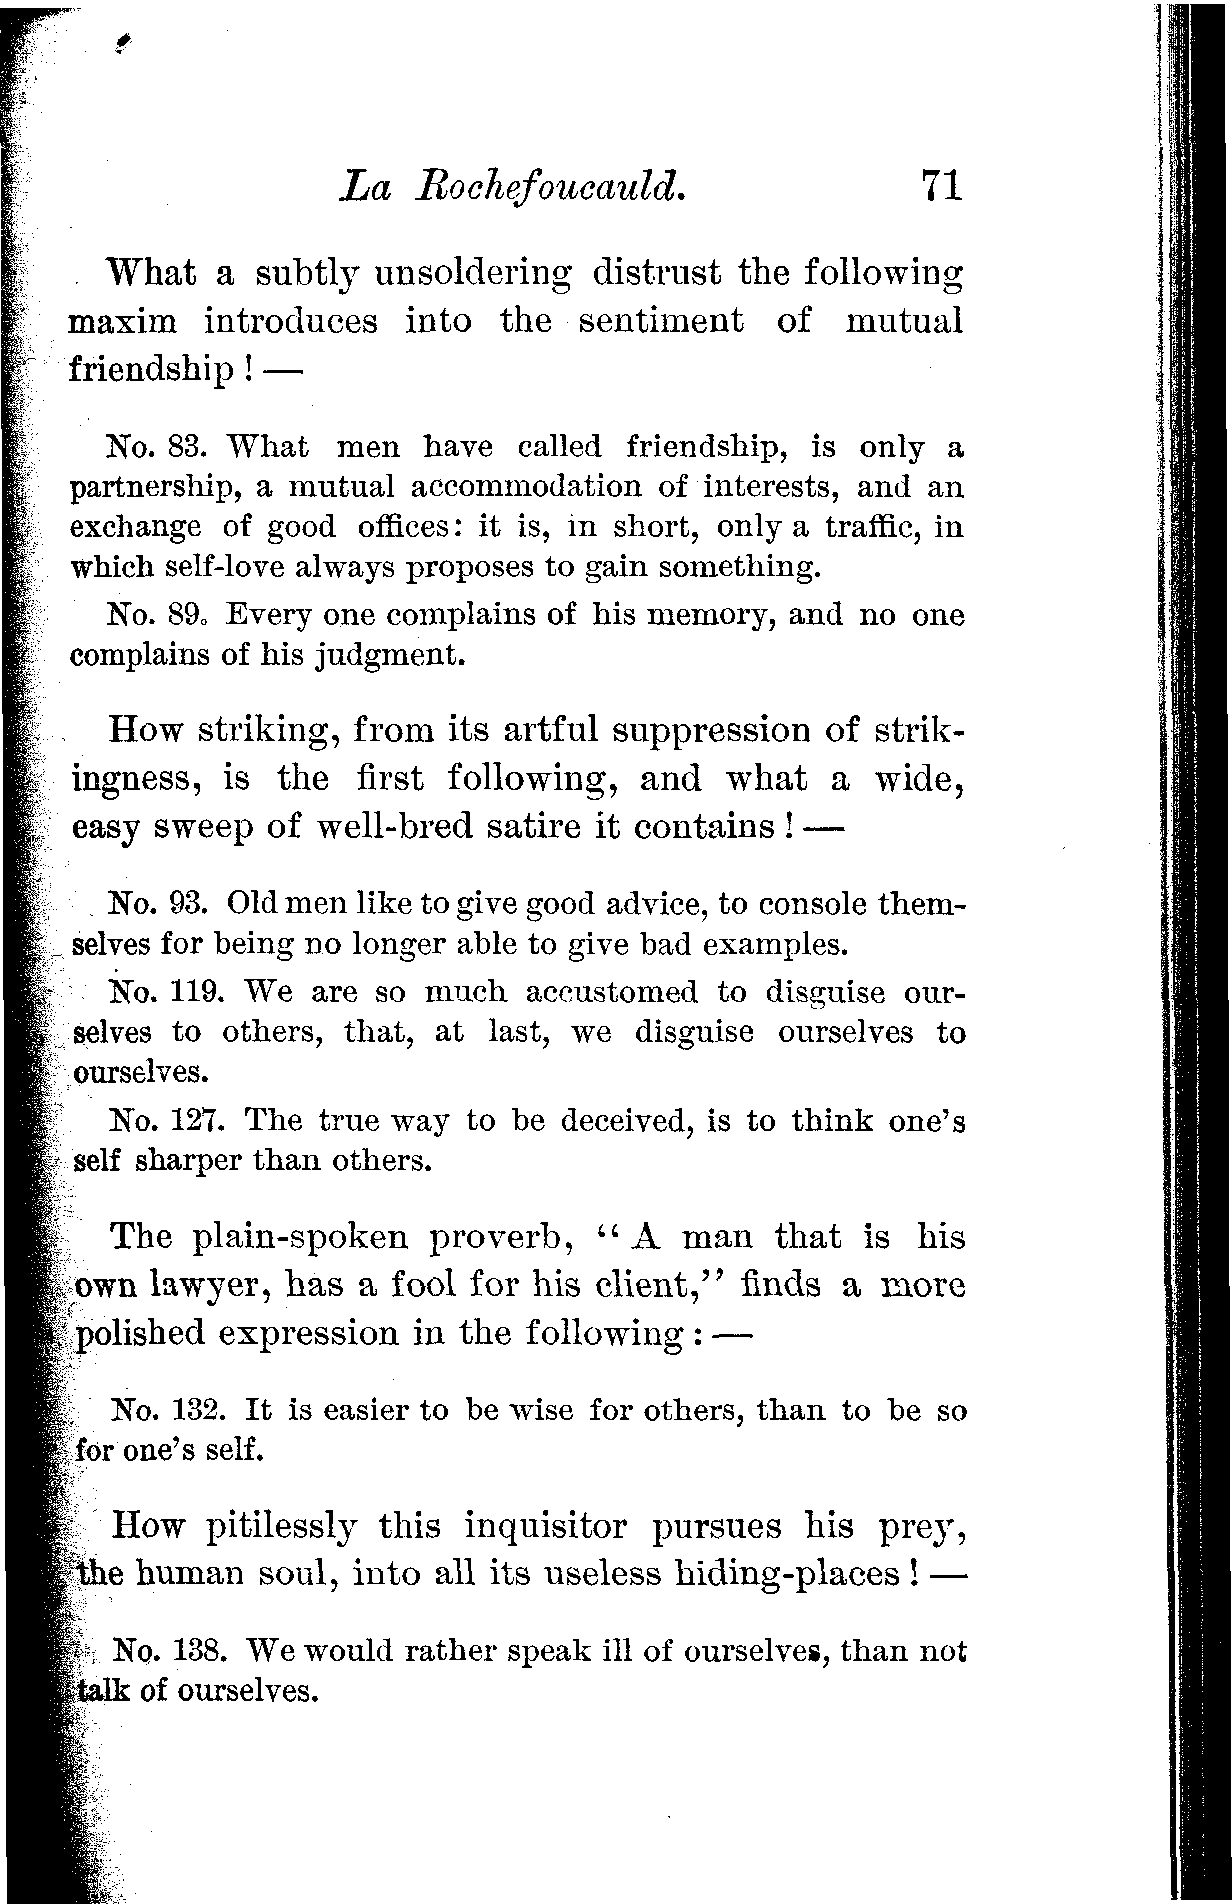 La Rochefoucauld. 71
What a subtly unsoldering distrust the following
maxim introduces into the sentiment of mutual
friendship ! —
No. 83. What men have called friendship, is only a
partnership, a mutual accommodation of interests, and an
exchange of good offices: it is, in short, only a traffic, in
which self-love always proposes to gain something.
No. 89. Every one complains of his memory, and no one
complains of his judgment.
How striking, from its artful suppression of strik-
ingness, is the first following, and what a wide,
easy sweep of well-bred satire it contains ! —
No. 93. Old men like to give good advice, to console them-
selves for being no longer able to give bad examples.
No. 119. We are so much accustomed to disguise our-
selves to others, that, at last, we disguise ourselves to
ourselves.
No. 127. The true way to be deceived, is to think one's
self sharper than others.
The plain-spoken proverb, “ A man that is his
own lawyer, has a fool for his client,” finds a more
polished expression in the following : —
No. 132. It is easier to be wise for others, than to be so
for one's self.
How pitilessly this inquisitor pursues his prey,
the human soul, into all its useless hiding-places ! —
No. 138. We would rather speak ill of ourselves, than not
talk of ourselves.